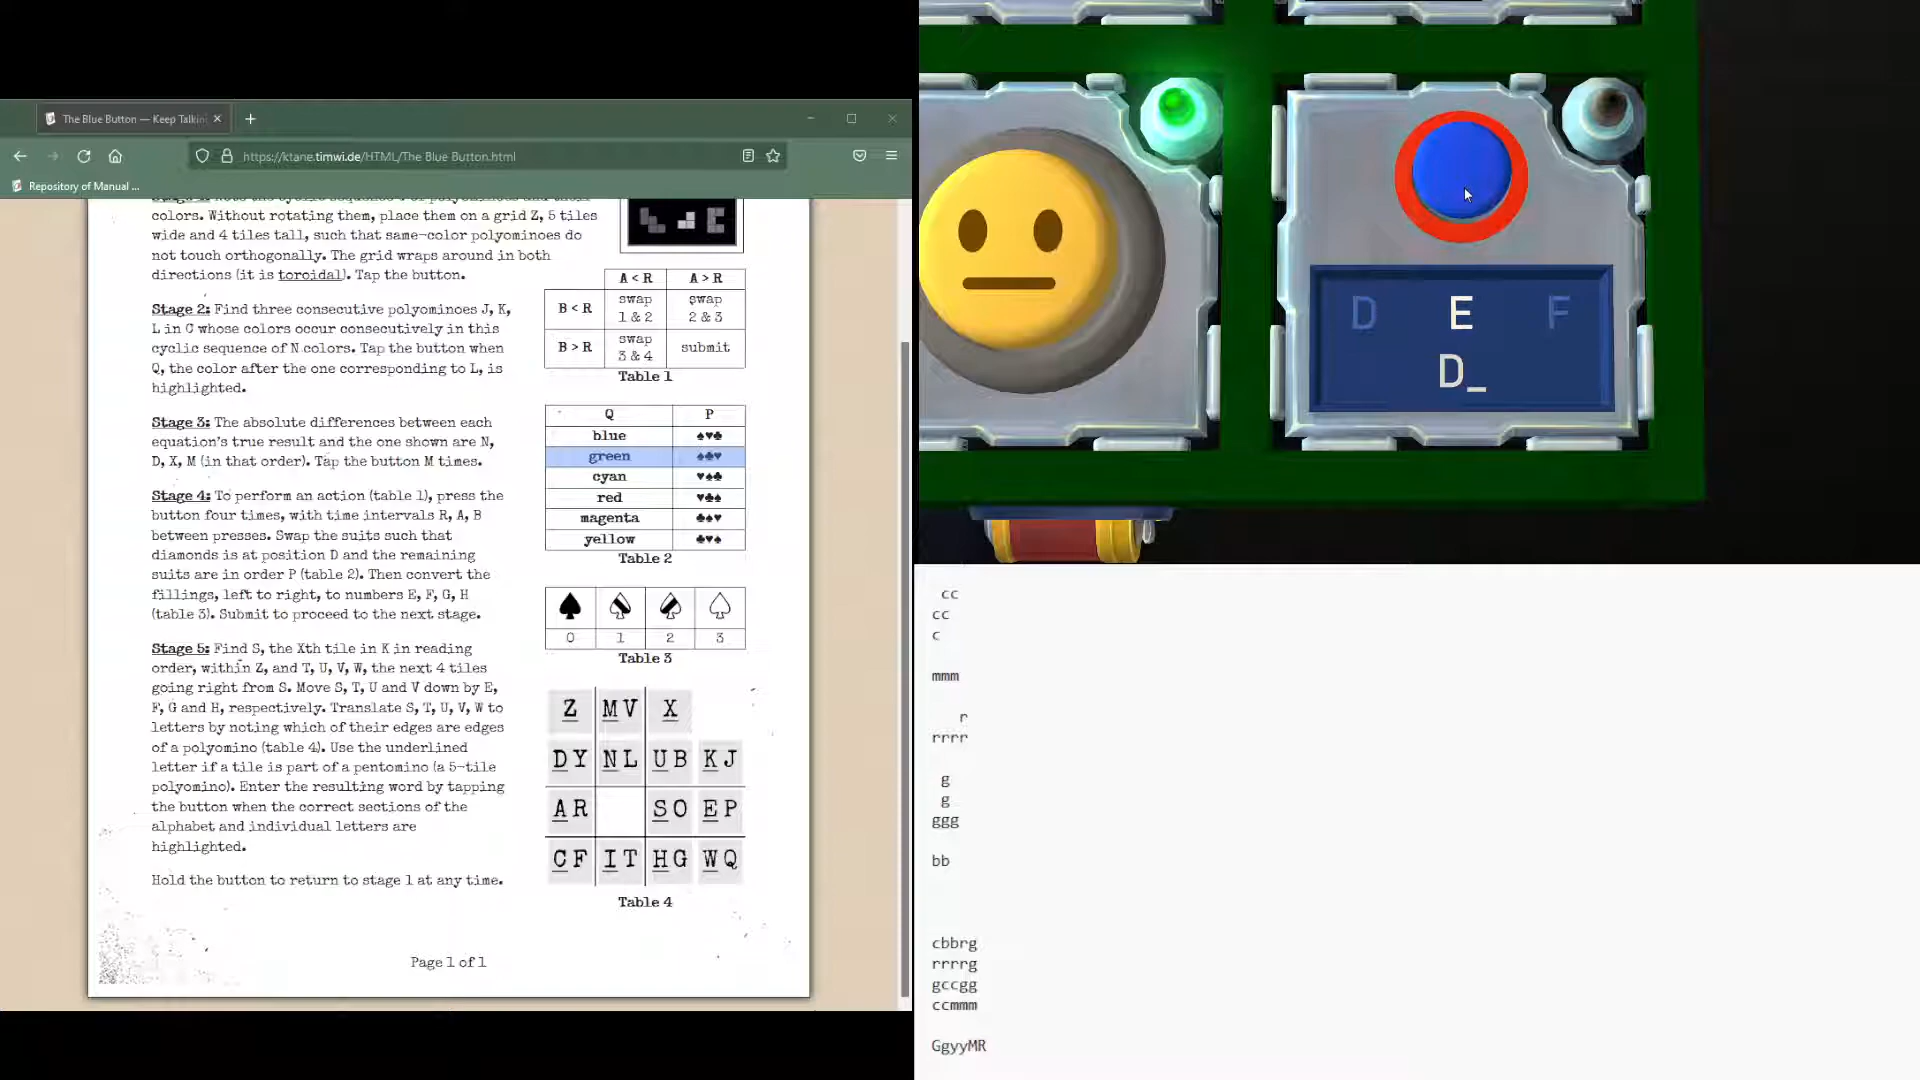 The Blue Button — Keep Talkin
https://ktane.timwi.de/HTML/The Blue Button.html
Repository of Manual ...
colors. Without rotating them, place them on a grid Z, 5 tiles
wide and 4 tiles tall, such that same-color polyominoes do
not touch orthogonally. The grid wraps around in both
directions (it is toroidal). Tap the button.
Stage 2: Find three consecutive polyominoes J, K,
L in C whose colors occur consecutively in this
cyclic sequence of N colors. Tap the button when
Q, the color after the one corresponding to L, is
highlighted.
Stage 3: The absolute differences between each
equation's true result and the one shown are N,
D, X, M (in that order). Tap the button M times.
Stage 4: To perform an action (table 1), press the
button four times, with time intervals R, A, B
between presses. Swap the suits such that
diamonds is at position D and the remaining
suits are in order P (table 2). Then convert the
fillings, left to right, to numbers E, F, G, H
(table 3). Submit to proceed to the next stage.
Stage 5: Find S, the Xth tile in K in reading
order, within Z, and T, U, V, W, the next 4 tiles
going right from S. Move S, T, U and V down by E,
F, G and H, respectively. Translate S, T, U, V, W to
letters by noting which of their edges are edges
of a polyomino (table 4). Use the underlined
letter if a tile is part of a pentomino (a 5-tile
polyomino). Enter the resulting word by tapping
the button when the correct sections of the
alphabet and individual letters are
highlighted.
Hold the button to return to stage 1 at any time.
Page 1 of 1
A < R A > R
B < R swap 1 & 2 swap 2 & 3
B > R swap 3 & 4 submit
Table 1
Q P
blue ♠♥♣
green ♠♣♥
cyan ♥♠♣
red ♥♣♠
magenta ♣♠♥
yellow ♣♥♠
Table 2
0 1 2 3
Table 3
Z MV X
DY NL UB KJ
AR SO EP
CF IT HG WQ
Table 4
D E F
D_
cc
cc
c
mmm
r
rrrr
g
g
ggg
bb
cbbrg
rrrrg
gccgg
ccmmm
GgyyMR